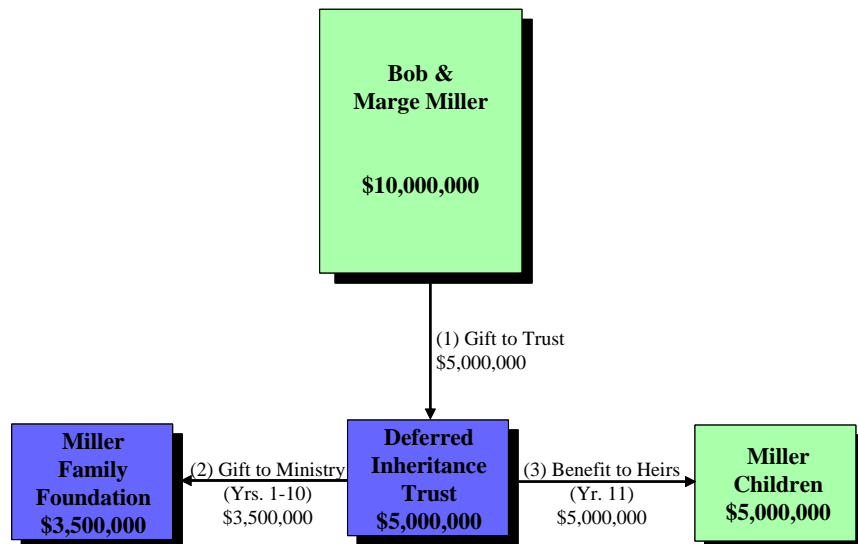 Bob &
Marge Miller
$10,000,000
(1) Gift to Trust
$5,000,000
Miller
Family
Foundation
$3,500,000
(2) Gift to Ministry
(Yrs. 1-10)
$3,500,000
Deferred
Inheritance
Trust
$5,000,000
(3) Benefit to Heirs
(Yr. 11)
$5,000,000
Miller
Children
$5,000,000